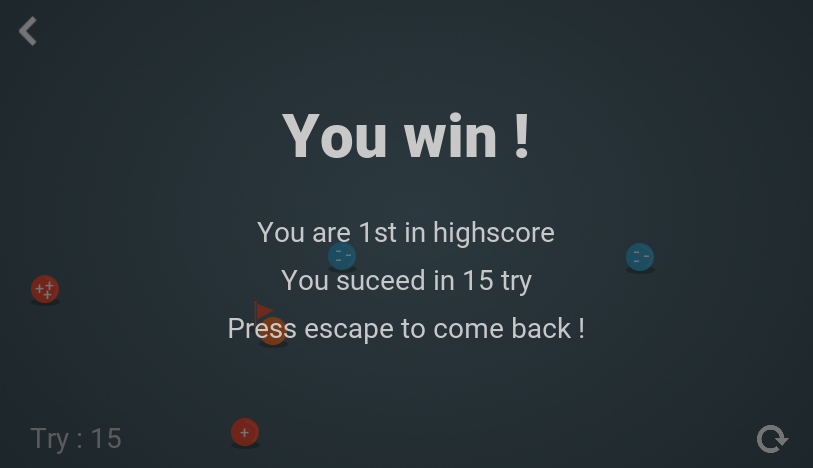 You win !
You are 1st in highscore
You suceed in 15 try
Press escape to come back !
Try : 15